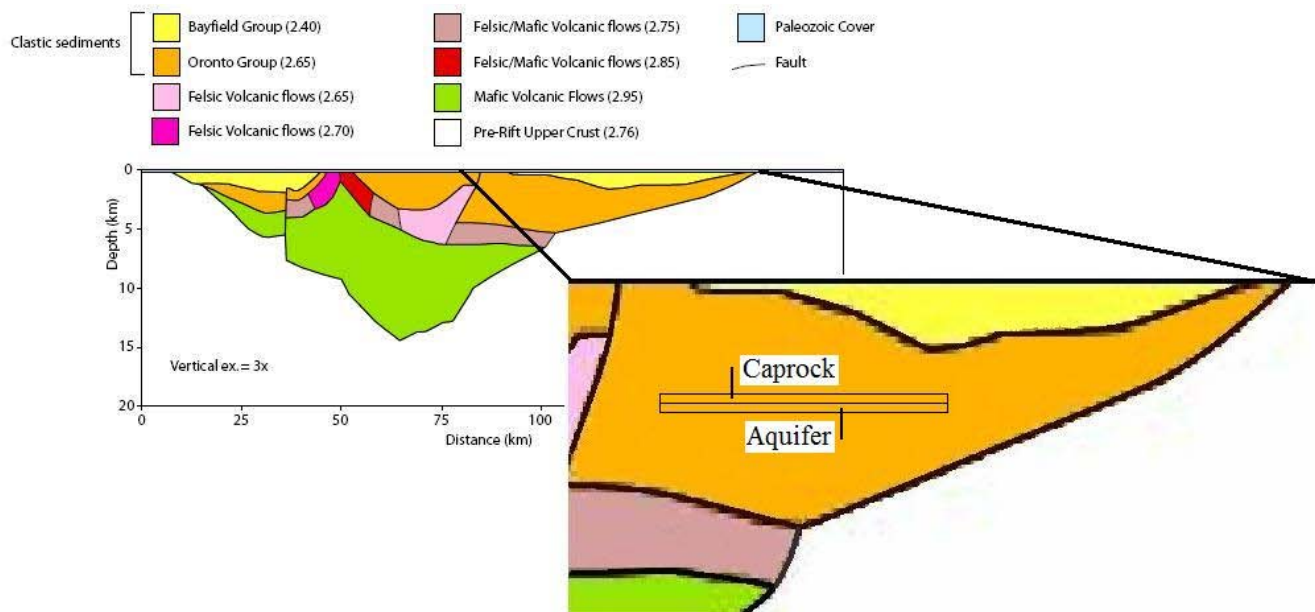 Clastic sediments
Bayfield Group (2.40)
Oronto Group (2.65)
Felsic Volcanic flows (2.65)
Felsic Volcanic flows (2.70)
Felsic/Mafic Volcanic flows (2.75)
Felsic/Mafic Volcanic flows (2.85)
Mafic Volcanic Flows (2.95)
Pre-Rift Upper Crust (2.76)
Paleozoic Cover
Fault
0
5
10
15
20
Depth (km)
Vertical ex. = 3x
0
25
50
75
100
Distance (km)
Caprock
Aquifer